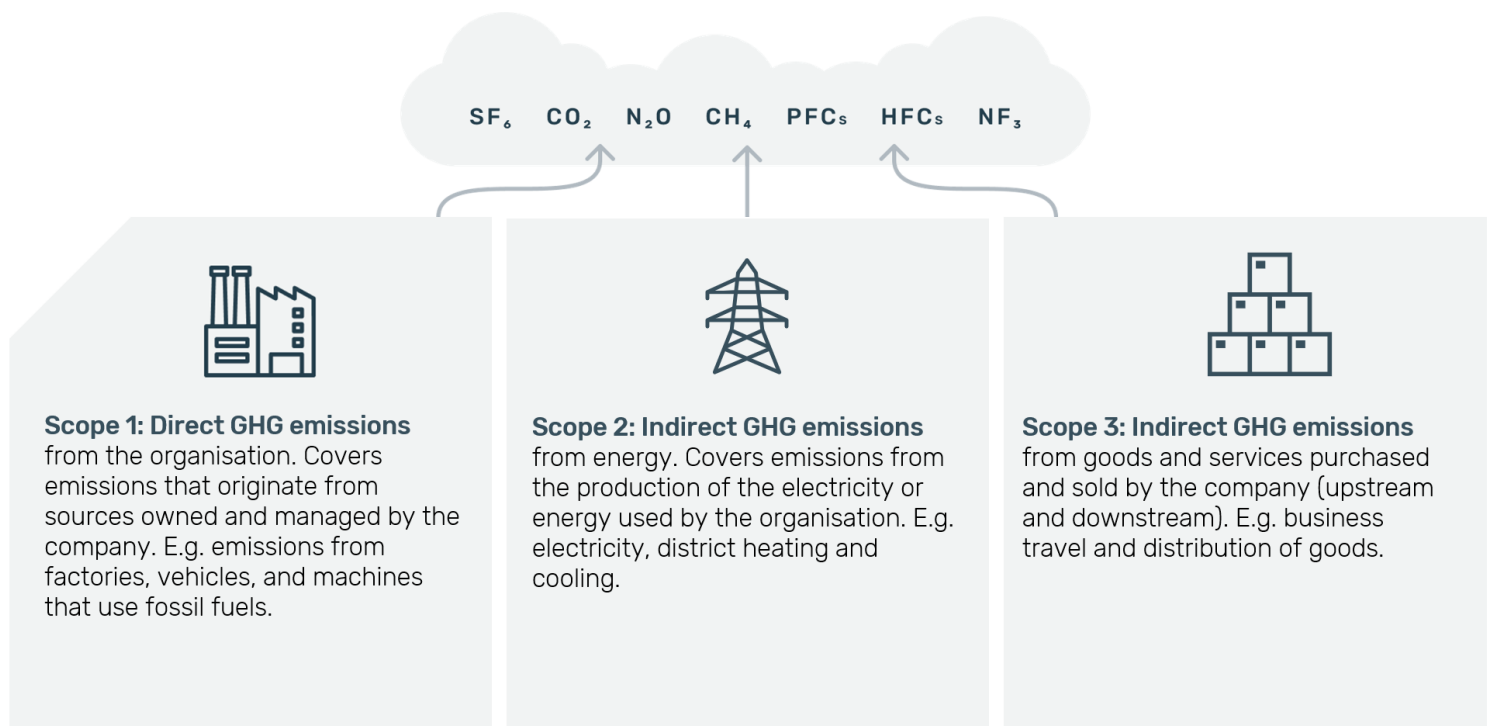 SF₆ CO₂ N₂O CH₄ PFCs HFCs NF₃
Scope 1: Direct GHG emissions
from the organisation. Covers
emissions that originate from
sources owned and managed by the
company. E.g. emissions from
factories, vehicles, and machines
that use fossil fuels.
Scope 2: Indirect GHG emissions
from energy. Covers emissions from
the production of the electricity or
energy used by the organisation. E.g.
electricity, district heating and
cooling.
Scope 3: Indirect GHG emissions
from goods and services purchased
and sold by the company (upstream
and downstream). E.g. business
travel and distribution of goods.